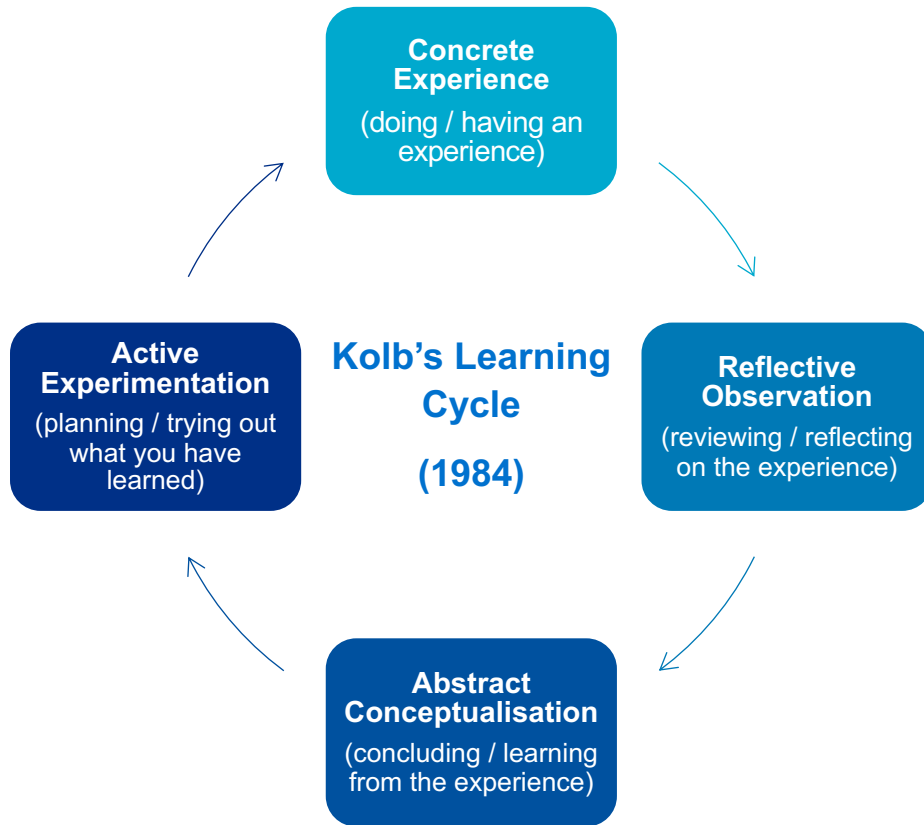 Concrete
Experience
(doing / having an
experience)
Kolb’s Learning
Cycle
(1984)
Active
Experimentation
(planning / trying out
what you have
learned)
Reflective
Observation
(reviewing / reflecting
on the experience)
Abstract
Conceptualisation
(concluding / learning
from the experience)